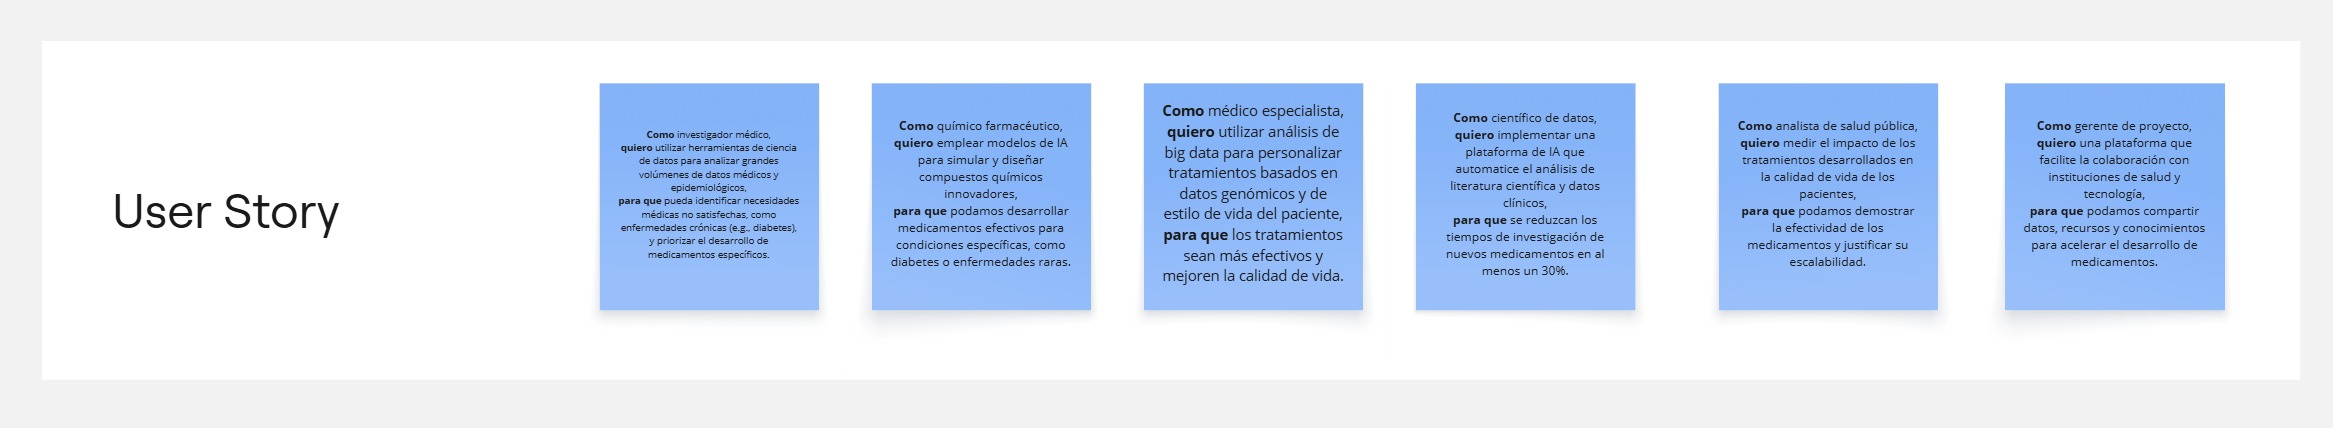 User Story
Como investigador médico,
quiero utilizar herramientas de ciencia
de datos para analizar grandes
volúmenes de datos médicos y
epidemiológicos,
para que pueda identificar necesidades
médicas no satisfechas, como
enfermedades crónicas (e.g., diabetes),
y priorizar el desarrollo de
medicamentos específicos.
Como químico farmacéutico,
quiero emplear modelos de IA
para simular y diseñar
compuestos químicos
innovadores,
para que podamos desarrollar
medicamentos efectivos para
condiciones específicas, como
diabetes o enfermedades raras.
Como médico especialista,
quiero utilizar análisis de
big data para personalizar
tratamientos basados en
datos genómicos y de
estilo de vida del paciente,
para que los tratamientos
sean más efectivos y
mejoren la calidad de vida.
Como científico de datos,
quiero implementar una
plataforma de IA que
automatice el análisis de
literatura científica y datos
clínicos,
para que se reduzcan los
tiempos de investigación de
nuevos medicamentos en al
menos un 30%.
Como analista de salud pública,
quiero medir el impacto de los
tratamientos desarrollados en
la calidad de vida de los
pacientes,
para que podamos demostrar
la efectividad de los
medicamentos y justificar su
escalabilidad.
Como gerente de proyecto,
quiero una plataforma que
facilite la colaboración con
instituciones de salud y
tecnología,
para que podamos compartir
datos, recursos y conocimientos
para acelerar el desarrollo de
medicamentos.